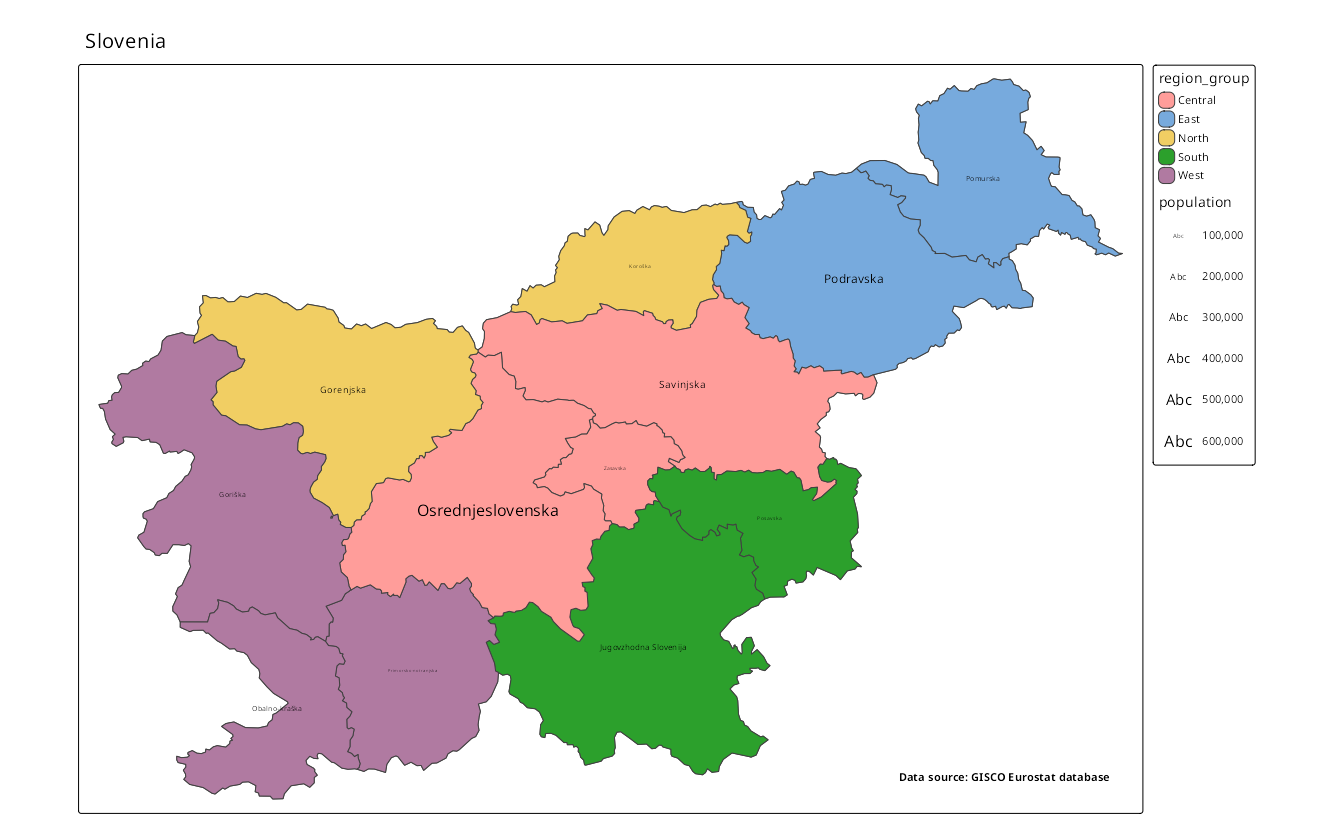 Slovenia
region_group
Central
East
North
South
West
population
Abc 100,000
Abc 200,000
Abc 300,000
Abc 400,000
Abc 500,000
Abc 600,000
Pomurska
Koroška
Podravska
Savinjska
Gorenjska
Zasavska
Goriška
Osrednjeslovenska
Posavska
Jugovzhodna Slovenija
Primorsko-notranjska
Obalno-kraška
Data source: GISCO Eurostat database